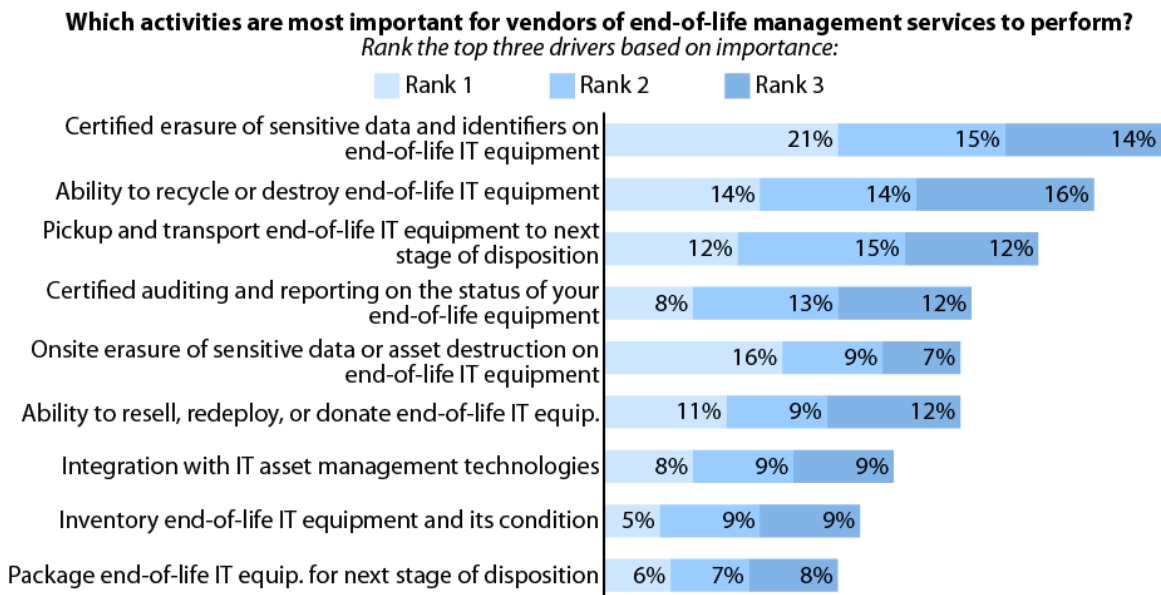 Which activities are most important for vendors of end-of-life management services to perform?
Rank the top three drivers based on importance:
Rank 1 Rank 2 Rank 3
Certified erasure of sensitive data and identifiers on
end-of-life IT equipment
21% 15% 14%
Ability to recycle or destroy end-of-life IT equipment
14% 14% 16%
Pickup and transport end-of-life IT equipment to next
stage of disposition
12% 15% 12%
Certified auditing and reporting on the status of your
end-of-life equipment
8% 13% 12%
Onsite erasure of sensitive data or asset destruction on
end-of-life IT equipment
16% 9% 7%
Ability to resell, redeploy, or donate end-of-life IT equip.
11% 9% 12%
Integration with IT asset management technologies
8% 9% 9%
Inventory end-of-life IT equipment and its condition
5% 9% 9%
Package end-of-life IT equip. for next stage of disposition
6% 7% 8%